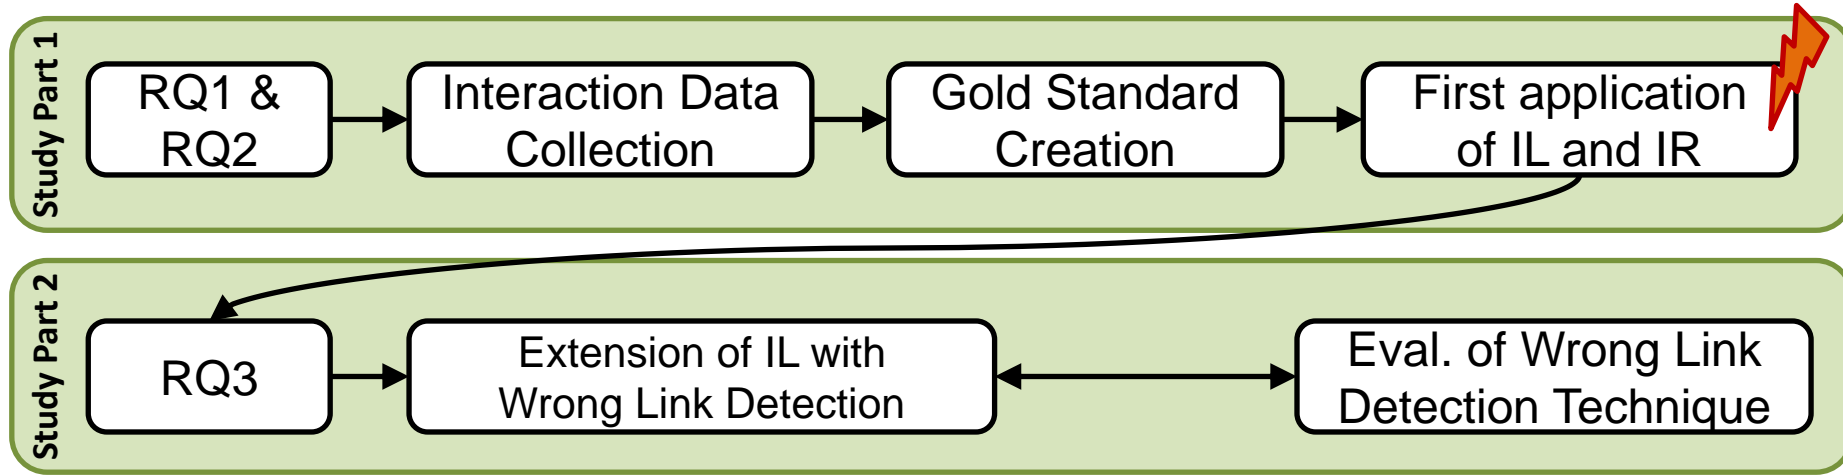 Study Part 1
RQ1 &
RQ2
Interaction Data
Collection
Gold Standard
Creation
First application
of IL and IR
Study Part 2
RQ3
Extension of IL with
Wrong Link Detection
Eval. of Wrong Link
Detection Technique